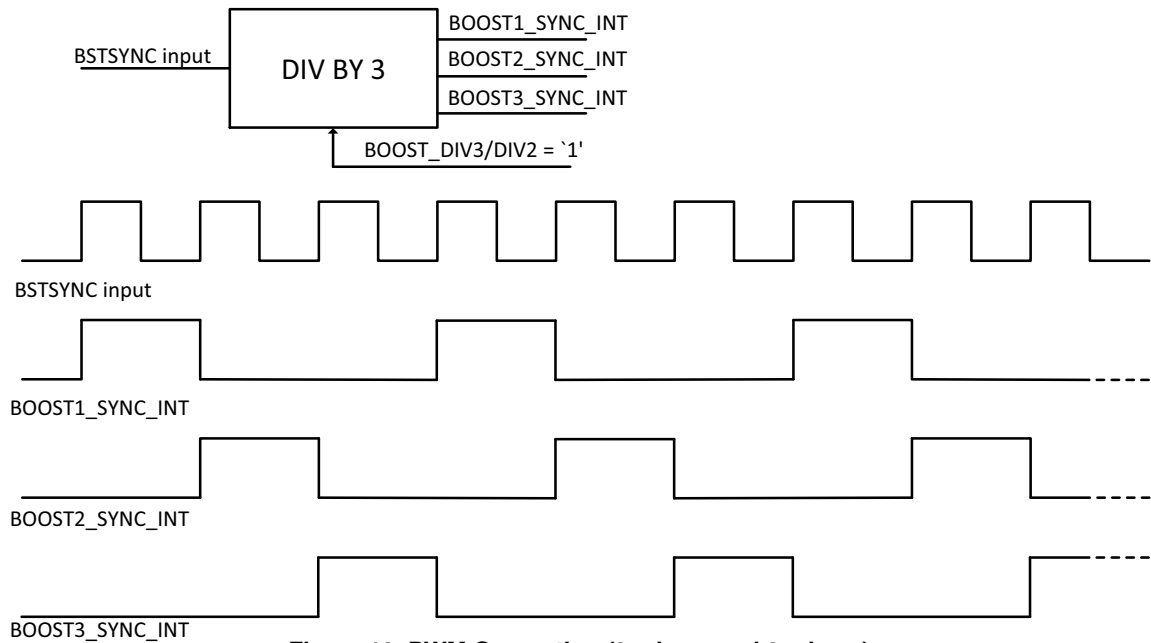 BOOST1_SYNC_INT
BSTSYNC input
BOOST2_SYNC_INT
DIV BY 3
BOOST3_SYNC_INT
BOOST_DIV3/DIV2 = `1'
BSTSYNC input
BOOST1_SYNC_INT
BOOST2_SYNC_INT
BOOST3_SYNC_INT